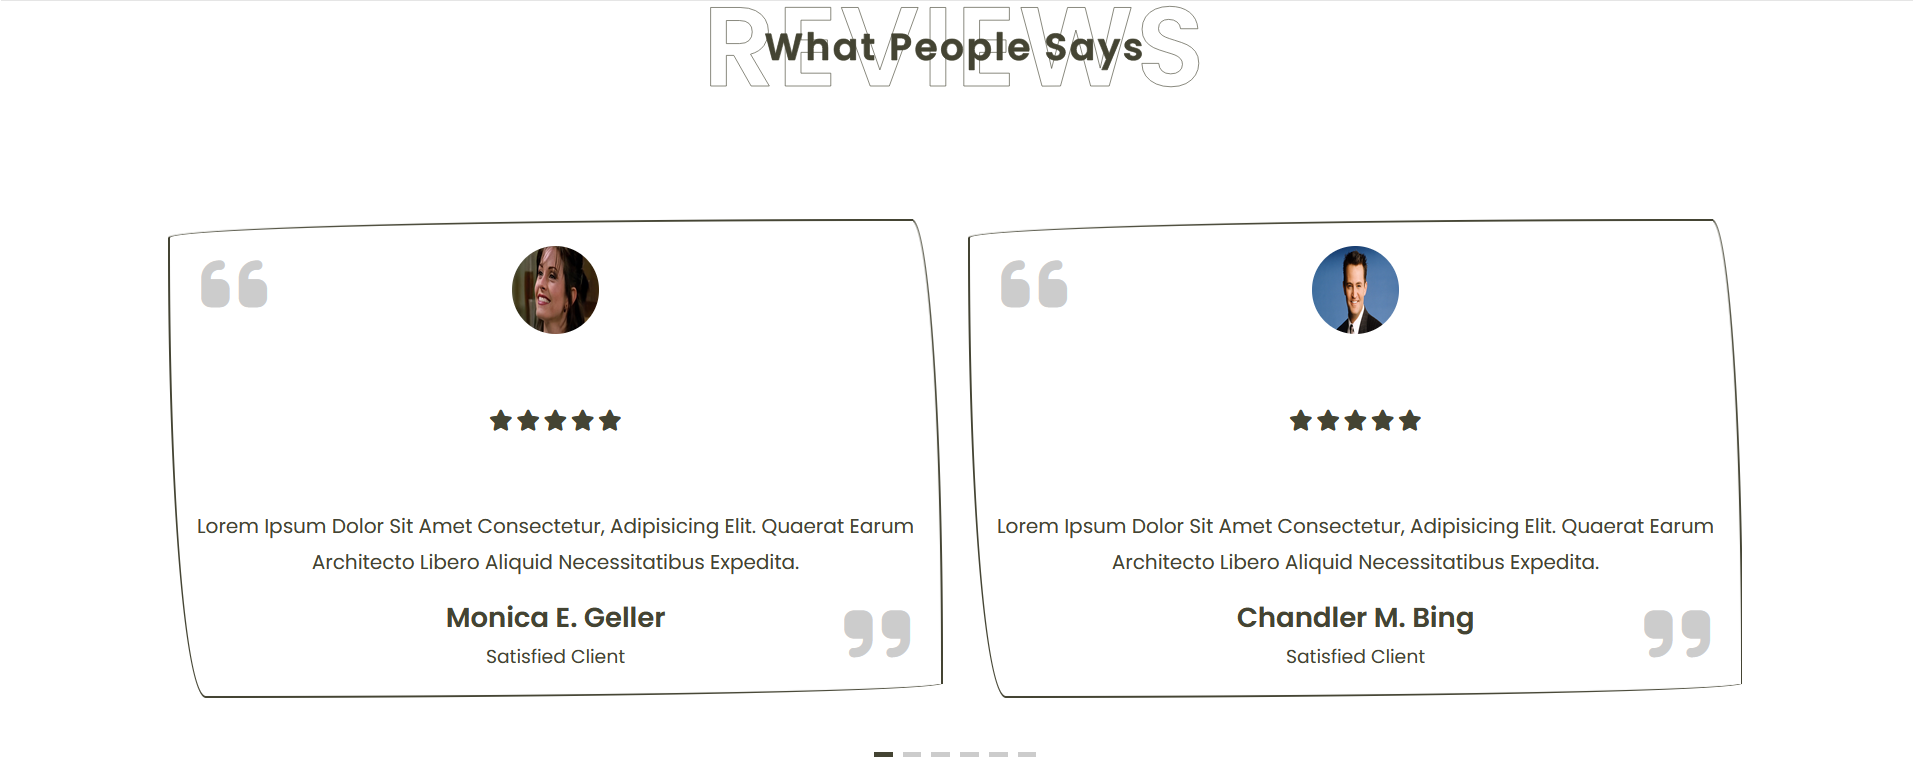 REVIEWS
What People Says
Lorem Ipsum Dolor Sit Amet Consectetur, Adipisicing Elit. Quaerat Earum
Architecto Libero Aliquid Necessitatibus Expedita.
Monica E. Geller
Satisfied Client
Lorem Ipsum Dolor Sit Amet Consectetur, Adipisicing Elit. Quaerat Earum
Architecto Libero Aliquid Necessitatibus Expedita.
Chandler M. Bing
Satisfied Client